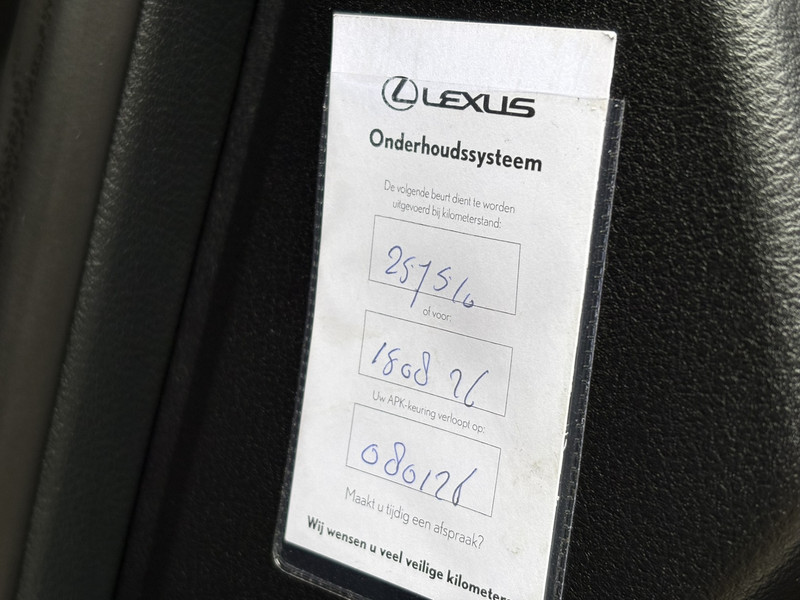 LEXUS
Onderhoudssysteem
De volgende beurt dient te worden
uitgevoerd bij kilometerstand:
of voor:
1808 26
Uw APK-keuring verloopt op:
080126
Maakt u tijdig een afspraak?
Wij wensen u veel veilige kilometer